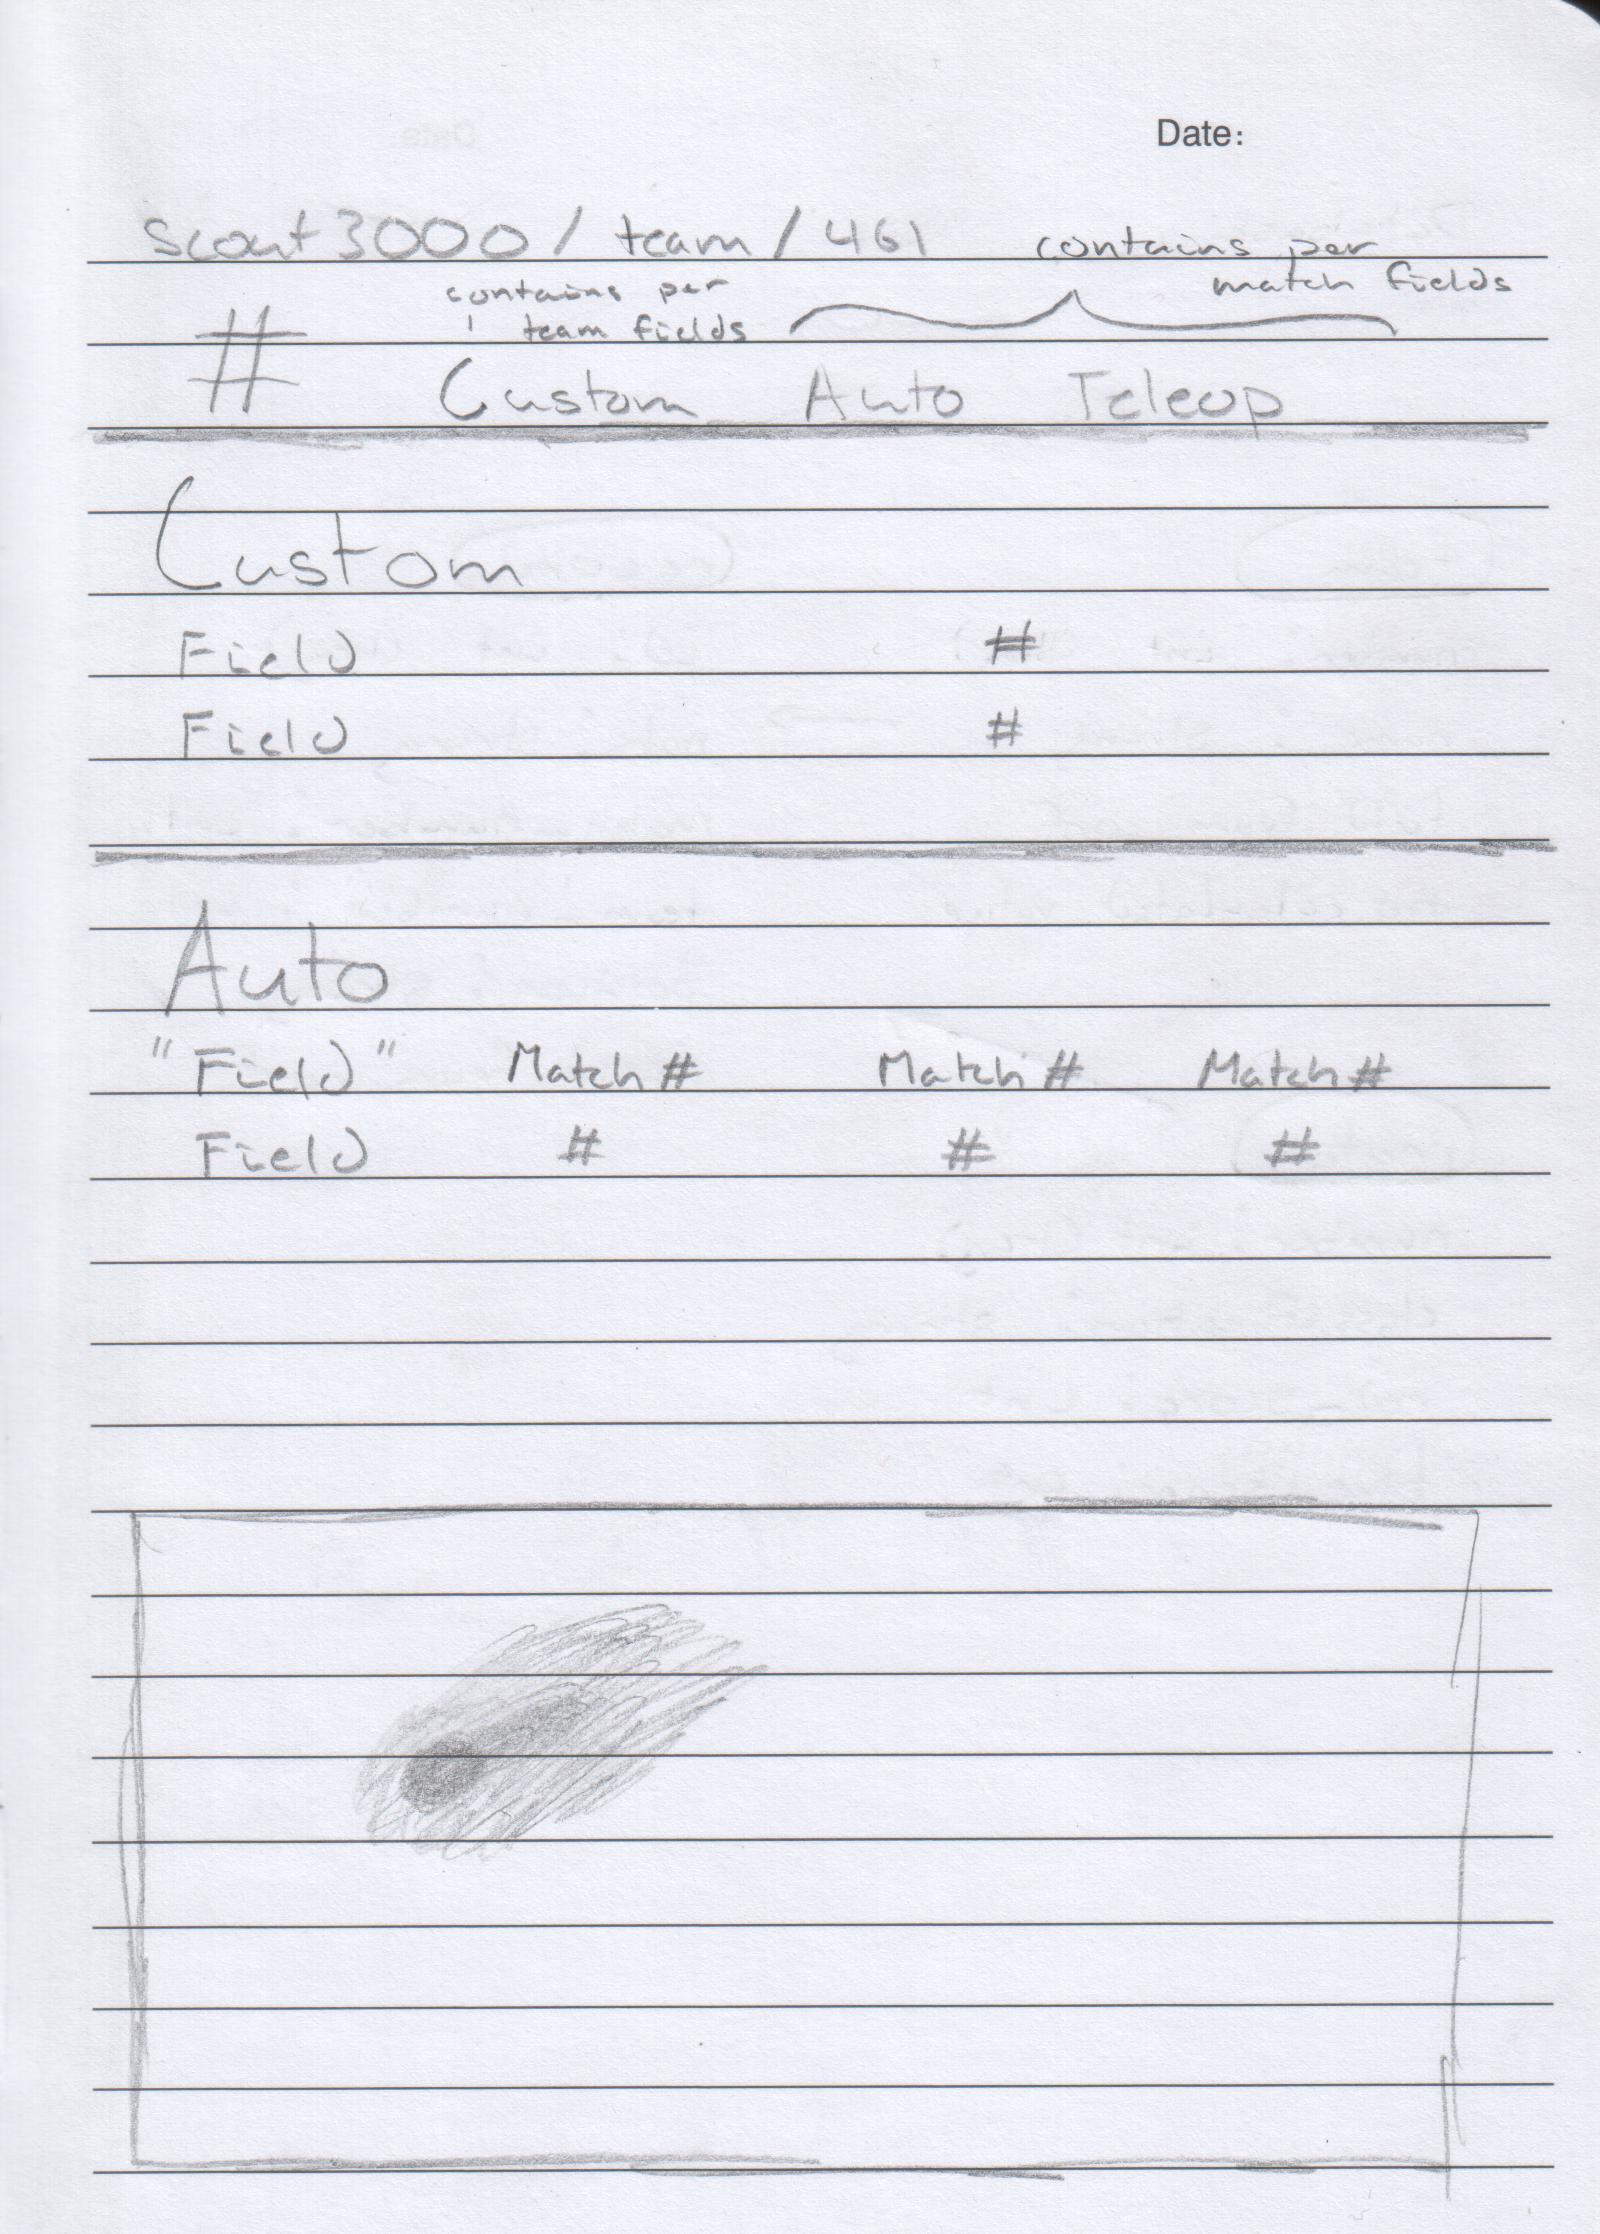 Date:
scout3000 / team / 461
contains per match fields
contains per team fields
# Custom Auto Teleop
Custom
Field #
Field #
Auto
"Field" Match # Match # Match #
Field # # #